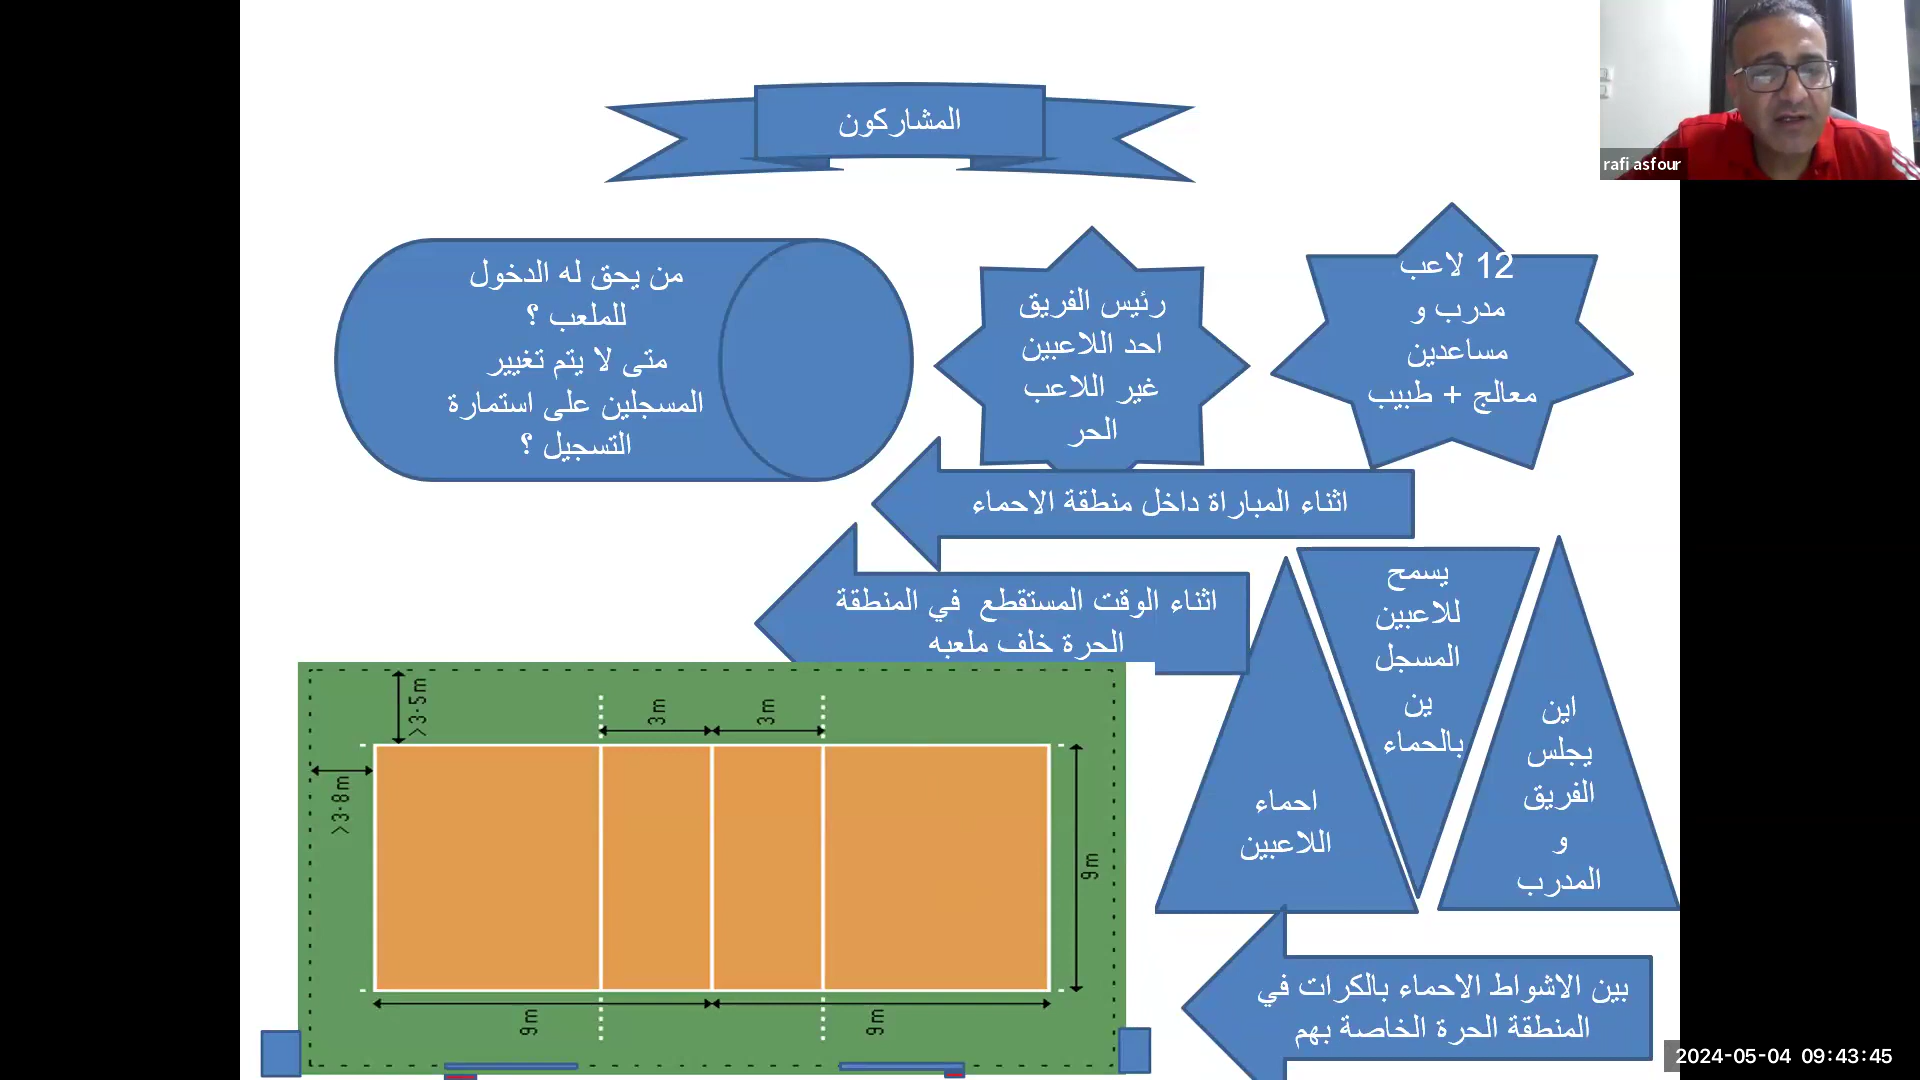 المشاركون
rafi asfour
12 لاعب
مدرب و
مساعدين
معالج + طبيب
رئيس الفريق
احد اللاعبين
غير اللاعب
الحر
من يحق له الدخول
للملعب ؟
متى لا يتم تغيير
المسجلين على استمارة
التسجيل ؟
اثناء المباراة داخل منطقة الاحماء
اثناء الوقت المستقطع في المنطقة
الحرة خلف ملعبه
اين
يجلس
الفريق
و
المدرب
يسمح
للاعبين
المسجل
ين
بالحماء
احماء
اللاعبين
بين الاشواط الاحماء بالكرات في
المنطقة الحرة الخاصة بهم
>3·5m
3m
3m
>3·8m
9m
9m
9m
2024-05-04 09:43:45